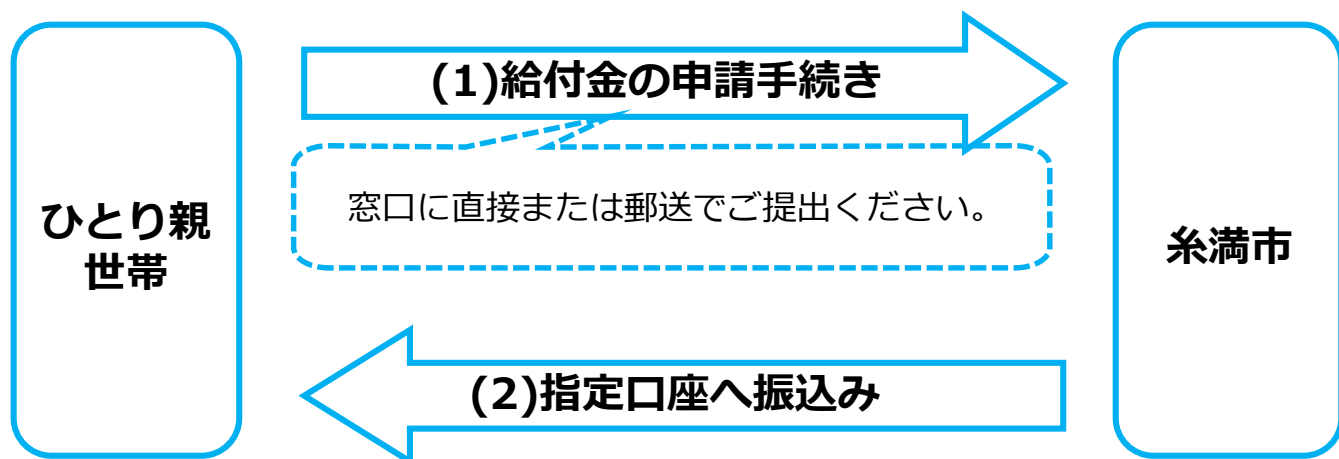 (1)給付金の申請手続き
窓口に直接または郵送でご提出ください。
ひとり親
世帯
糸満市
(2)指定口座へ振込み